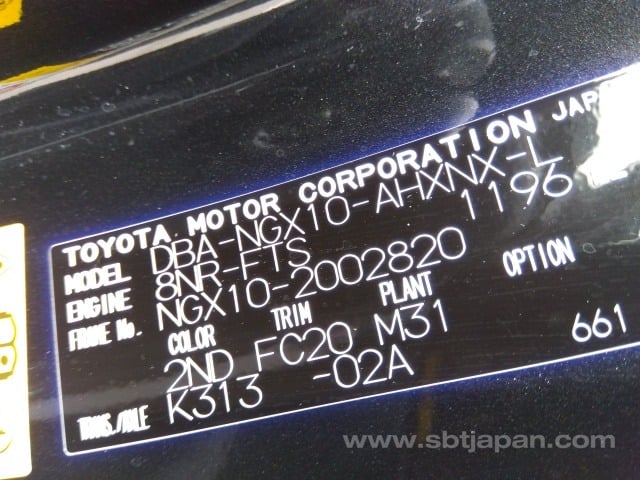 TOYOTA MOTOR CORPORATION JAP
MODEL DBA-NGX10-AHXNX-L
ENGINE 8NR-FTS 1196
FRAME No. NGX10-2002820
COLOR TRIM PLANT OPTION
2ND FC20 M31
TRANS./AXLE K313 -02A 661
www.sbtjapan.com